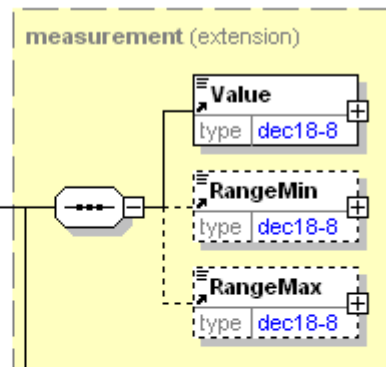 measurement (extension)
Value
type dec18-8
RangeMin
type dec18-8
RangeMax
type dec18-8